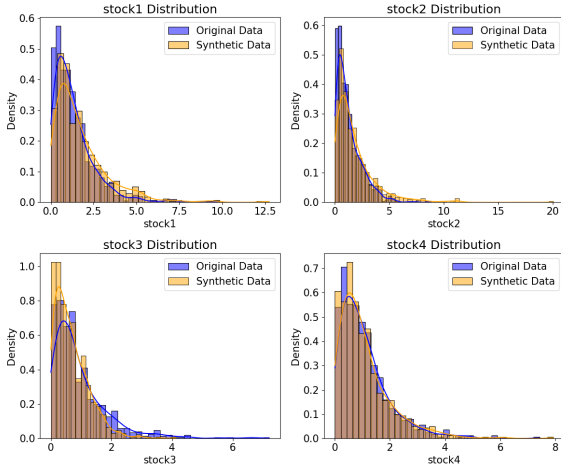 stock1 Distribution
0.6
0.5
0.4
0.3
0.2
0.1
0.0
Density
Original Data
Synthetic Data
0.0 2.5 5.0 7.5 10.0 12.5
stock1
stock2 Distribution
0.6
0.5
0.4
0.3
0.2
0.1
0.0
Density
Original Data
Synthetic Data
0 5 10 15 20
stock2
stock3 Distribution
1.0
0.8
0.6
0.4
0.2
0.0
Density
Original Data
Synthetic Data
0 2 4 6
stock3
stock4 Distribution
0.7
0.6
0.5
0.4
0.3
0.2
0.1
0.0
Density
Original Data
Synthetic Data
0 2 4 6 8
stock4